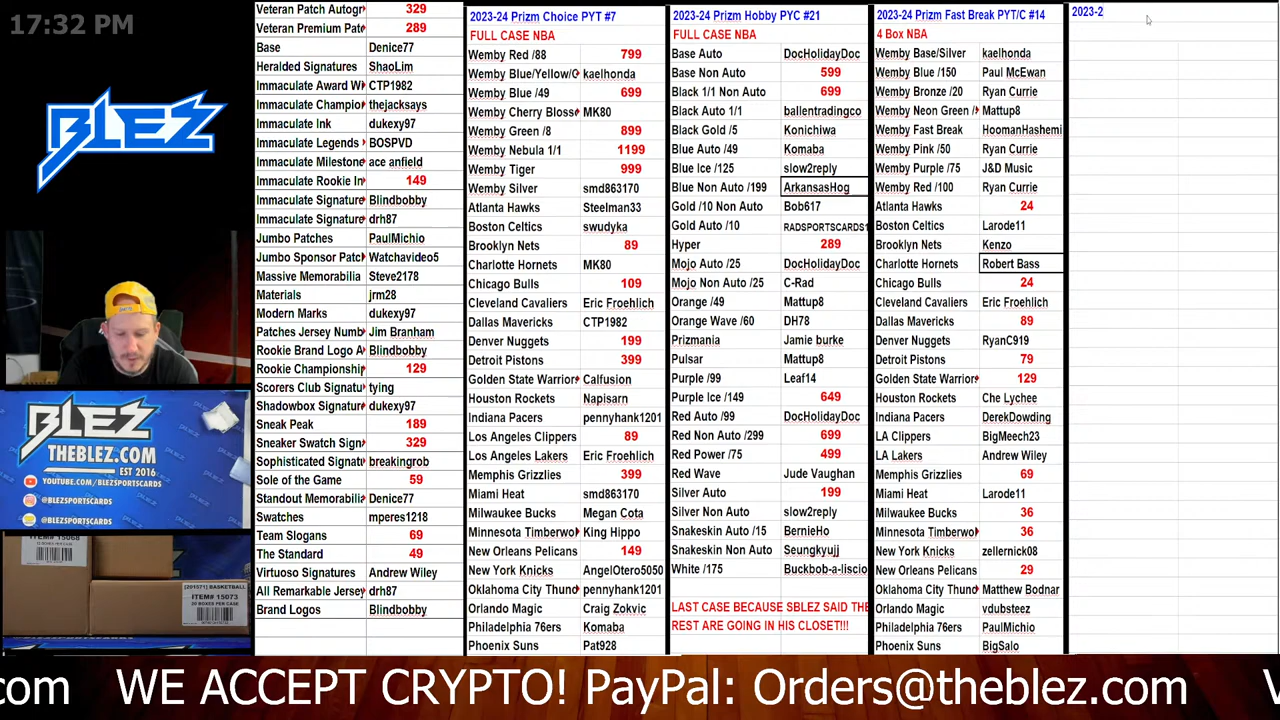 17:32 PM
BLEZ
BLEZ
THEBLEZ.COM
EST 2016
YOUTUBE.COM/BLEZSPORTSCARDS
@BLEZSPORTSCARDS
@BLEZSPORTSCARDS
ITEM# 15068
[201571] BASKETBALL
ITEM# 15073
20 BOXES PER CASE
Veteran Patch Autogr 329
Veteran Premium Pat 289
Base Denice77
Heralded Signatures ShaoLim
Immaculate Award W CTP1982
Immaculate Champio thejacksays
Immaculate Ink dukexy97
Immaculate Legends BOSPVD
Immaculate Milestone ace anfield
Immaculate Rookie In 149
Immaculate Signature Blindbobby
Immaculate Signature drh87
Jumbo Patches PaulMichio
Jumbo Sponsor Patc Watchavideo5
Massive Memorabilia Steve2178
Materials jrm28
Modern Marks dukexy97
Patches Jersey Numb Jim Branham
Rookie Brand Logo A Blindbobby
Rookie Championship 129
Scorers Club Signatu tying
Shadowbox Signatur dukexy97
Sneak Peak 189
Sneaker Swatch Sign 329
Sophisticated Signat breakingrob
Sole of the Game 59
Standout Memorabili Denice77
Swatches mperes1218
Team Slogans 69
The Standard 49
Virtuoso Signatures Andrew Wiley
All Remarkable Jersey drh87
Brand Logos Blindbobby
2023-24 Prizm Choice PYT #7
FULL CASE NBA
Wemby Red /88 799
Wemby Blue/Yellow/G kaelhonda
Wemby Blue /49 699
Wemby Cherry Bloss MK80
Wemby Green /8 899
Wemby Nebula 1/1 1199
Wemby Tiger 999
Wemby Silver smd863170
Atlanta Hawks Steelman33
Boston Celtics swudyka
Brooklyn Nets 89
Charlotte Hornets MK80
Chicago Bulls 109
Cleveland Cavaliers Eric Froehlich
Dallas Mavericks CTP1982
Denver Nuggets 199
Detroit Pistons 399
Golden State Warrior Calfusion
Houston Rockets Napisarn
Indiana Pacers pennyhank1201
Los Angeles Clippers 89
Los Angeles Lakers Eric Froehlich
Memphis Grizzlies 399
Miami Heat smd863170
Milwaukee Bucks Megan Cota
Minnesota Timberwo King Hippo
New Orleans Pelicans 149
New York Knicks AngelOtero5050
Oklahoma City Thun pennyhank1201
Orlando Magic Craig Zokvic
Philadelphia 76ers Komaba
Phoenix Suns Pat928
2023-24 Prizm Hobby PYC #21
FULL CASE NBA
Base Auto DocHolidayDoc
Base Non Auto 599
Black 1/1 Non Auto 699
Black Auto 1/1 ballentradingco
Black Gold /5 Konichiwa
Blue Auto /49 Komaba
Blue Ice /125 slow2reply
Blue Non Auto /199 ArkansasHog
Gold /10 Non Auto Bob617
Gold Auto /10 RADSPORTSCARDS1
Hyper 289
Mojo Auto /25 DocHolidayDoc
Mojo Non Auto /25 C-Rad
Orange /49 Mattup8
Orange Wave /60 DH78
Prizmania Jamie burke
Pulsar Mattup8
Purple /99 Leaf14
Purple Ice /149 649
Red Auto /99 DocHolidayDoc
Red Non Auto /299 699
Red Power /75 499
Red Wave Jude Vaughan
Silver Auto 199
Silver Non Auto slow2reply
Snakeskin Auto /15 BernieHo
Snakeskin Non Auto Seungkyujj
White /175 Buckbob-a-liscio
LAST CASE BECAUSE SBLEZ SAID THE
REST ARE GOING IN HIS CLOSET!!!
2023-24 Prizm Fast Break PYT/C #14
4 Box NBA
Wemby Base/Silver kaelhonda
Wemby Blue /150 Paul McEwan
Wemby Bronze /20 Ryan Currie
Wemby Neon Green / Mattup8
Wemby Fast Break HoomanHashemi
Wemby Pink /50 Ryan Currie
Wemby Purple /75 J&D Music
Wemby Red /100 Ryan Currie
Atlanta Hawks 24
Boston Celtics Larode11
Brooklyn Nets Kenzo
Charlotte Hornets Robert Bass
Chicago Bulls 24
Cleveland Cavaliers Eric Froehlich
Dallas Mavericks 89
Denver Nuggets RyanC919
Detroit Pistons 79
Golden State Warrior 129
Houston Rockets Che Lychee
Indiana Pacers DerekDowding
LA Clippers BigMeech23
LA Lakers Andrew Wiley
Memphis Grizzlies 69
Miami Heat Larode11
Milwaukee Bucks 36
Minnesota Timberwo 36
New York Knicks zellernick08
New Orleans Pelicans 29
Oklahoma City Thun Matthew Bodnar
Orlando Magic vdubsteez
Philadelphia 76ers PaulMichio
Phoenix Suns BigSalo
2023-2
com WE ACCEPT CRYPTO! PayPal: Orders@theblez.com